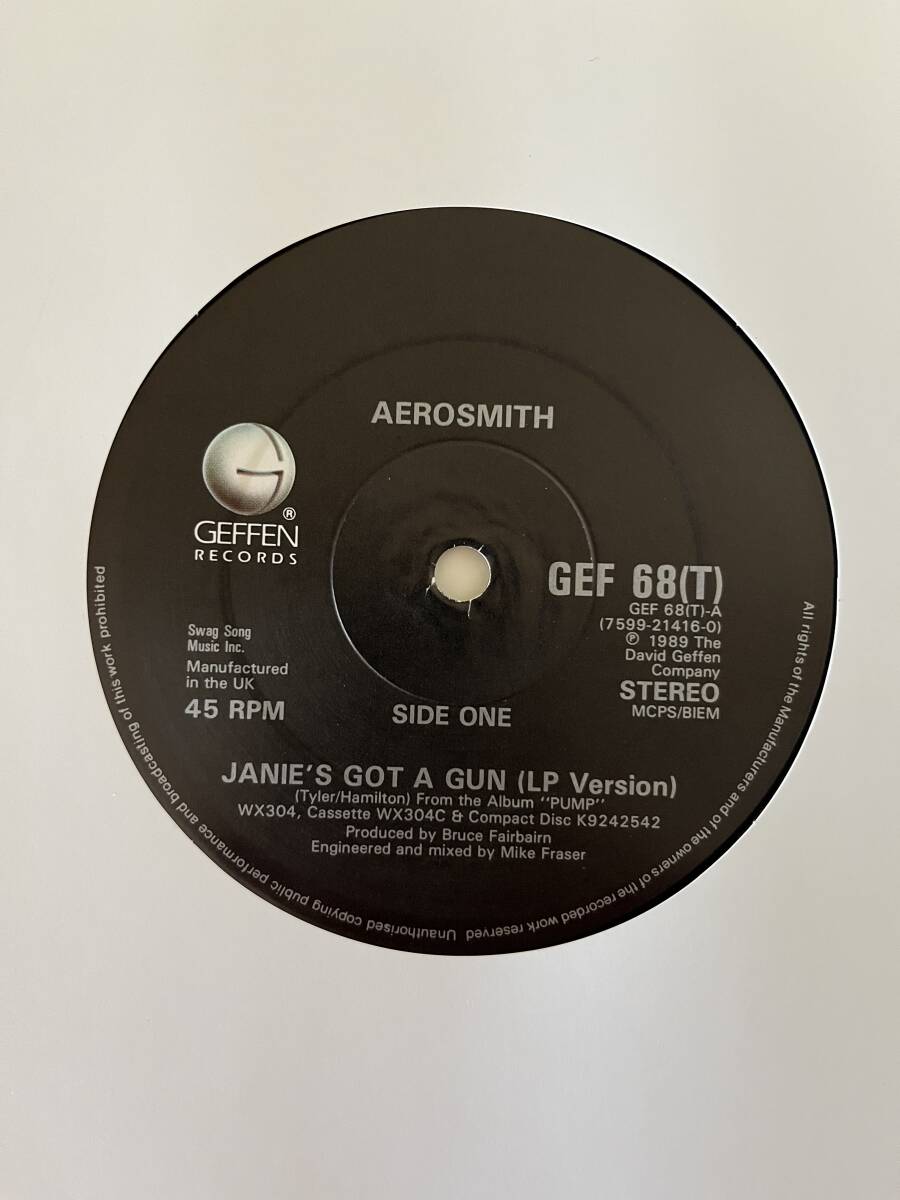 AEROSMITH
G
®
GEFFEN
RECORDS
GEF 68(T)
GEF 68(T)-A
(7599-21416-0)
℗ 1989 The
David Geffen
Company
STEREO
MCPS/BIEM
Swag Song
Music Inc.
Manufactured
in the UK
45 RPM
SIDE ONE
JANIE'S GOT A GUN (LP Version)
(Tyler/Hamilton) From the Album "PUMP"
WX304, Cassette WX304C & Compact Disc K9242542
Produced by Bruce Fairbairn
Engineered and mixed by Mike Fraser
All rights of the Manufacturers and of the owners of the recorded work reserved Unauthorised copying public performance and broadcasting of this work prohibited